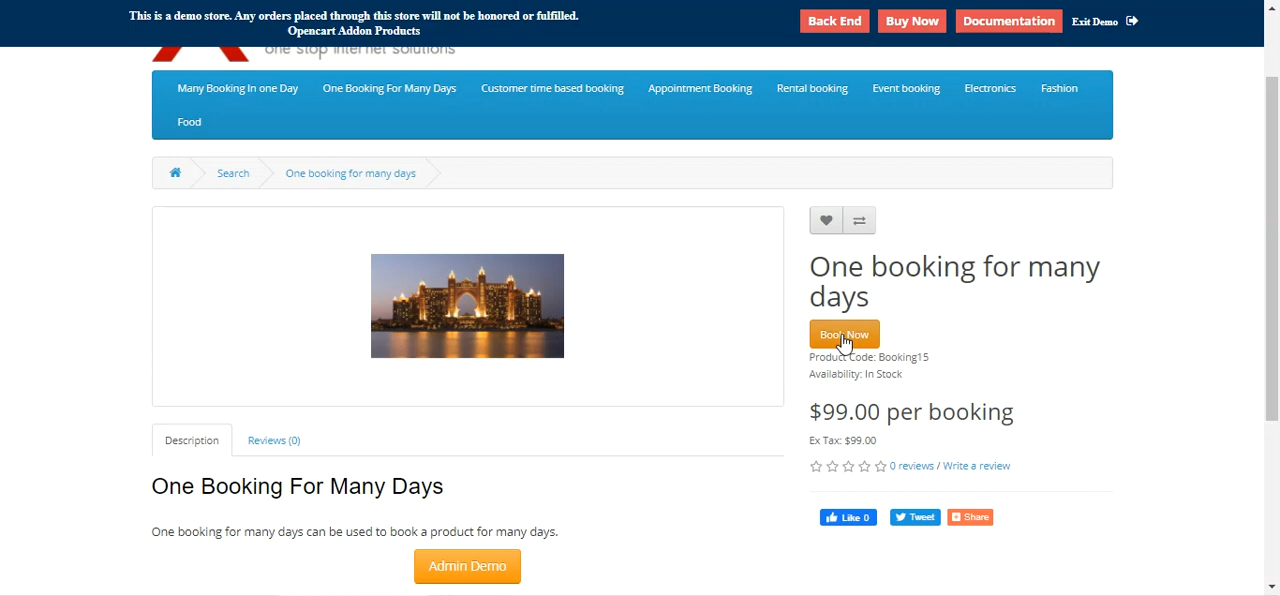 This is a demo store. Any orders placed through this store will not be honored or fulfilled.
Opencart Addon Products
Back End
Buy Now
Documentation
Exit Demo
one stop internet solutions
Many Booking In one Day
One Booking For Many Days
Customer time based booking
Appointment Booking
Rental booking
Event booking
Electronics
Fashion
Food
Search
One booking for many days
One booking for many
days
Book Now
Product Code: Booking15
Availability: In Stock
$99.00 per booking
Ex Tax: $99.00
0 reviews / Write a review
Like 0
Tweet
Share
Description
Reviews (0)
One Booking For Many Days
One booking for many days can be used to book a product for many days.
Admin Demo